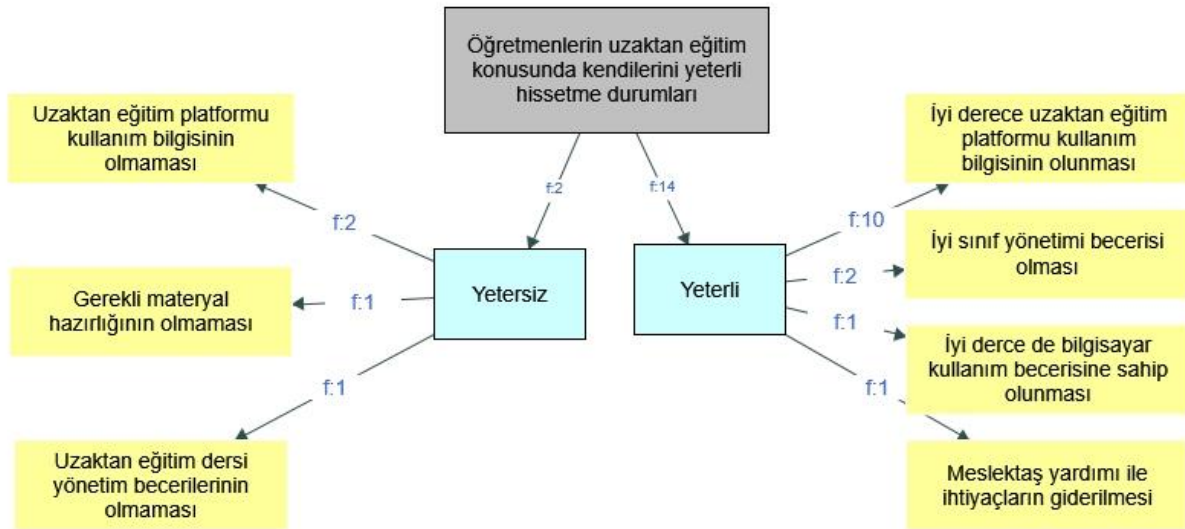 Öğretmenlerin uzaktan eğitim
konusunda kendilerini yeterli
hissetme durumları
f:2
f:14
Uzaktan eğitim platformu
kullanım bilgisinin
olmaması
f:2
Gerekli materyal
hazırlığının olmaması
f:1
Uzaktan eğitim dersi
yönetim becerilerinin
olmaması
f:1
Yetersiz
Yeterli
İyi derece uzaktan eğitim
platformu kullanım
bilgisinin olunması
f:10
İyi sınıf yönetimi becerisi
olması
f:2
İyi derce de bilgisayar
kullanım becerisine sahip
olunması
f:1
Meslektaş yardımı ile
ihtiyaçların giderilmesi
f:1